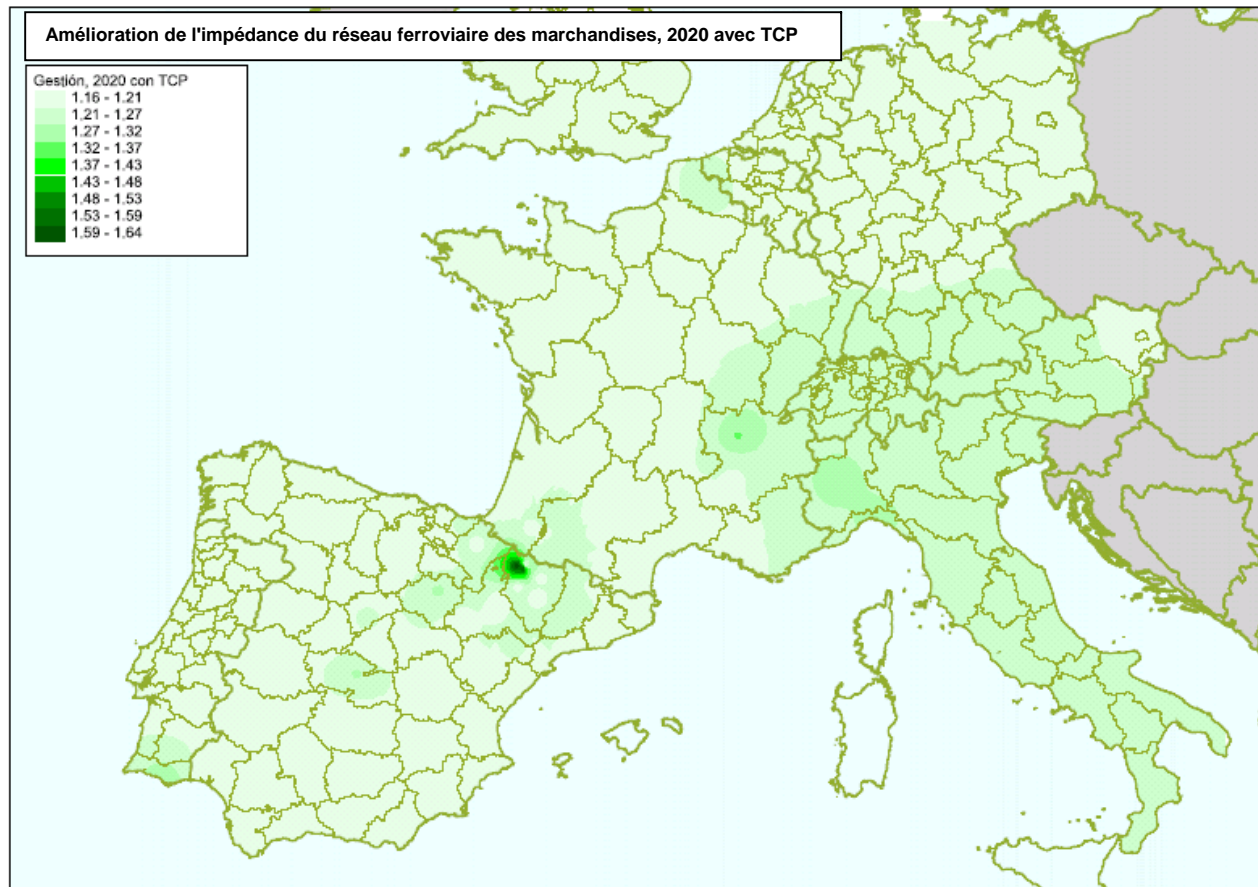 Amélioration de l'impédance du réseau ferroviaire des marchandises, 2020 avec TCP
Gestión, 2020 con TCP
1.16 - 1.21
1.21 - 1.27
1.27 - 1.32
1.32 - 1.37
1.37 - 1.43
1.43 - 1.48
1.48 - 1.53
1.53 - 1.59
1.59 - 1.64